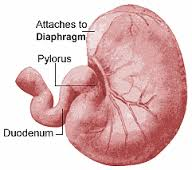 Attaches to
Diaphragm
Pylorus
Duodenum